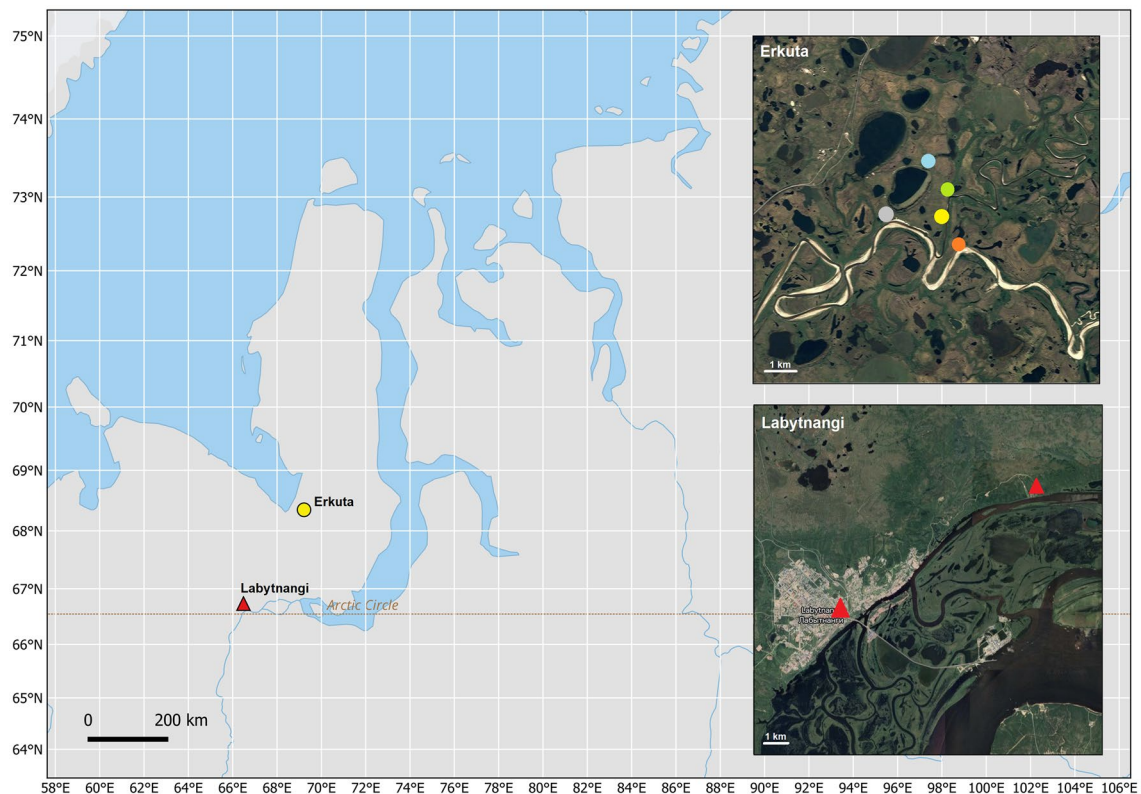 75°N
74°N
73°N
72°N
71°N
70°N
69°N
68°N
67°N
66°N
65°N
64°N
Erkuta
Labytnangi
Arctic Circle
0 200 km
58°E 60°E 62°E 64°E 66°E 68°E 70°E 72°E 74°E 76°E 78°E 80°E 82°E 84°E 86°E 88°E 90°E 92°E 94°E 96°E 98°E 100°E 102°E 104°E 106°E
Erkuta
1 km
Labytnangi
Лабытнанги
1 km